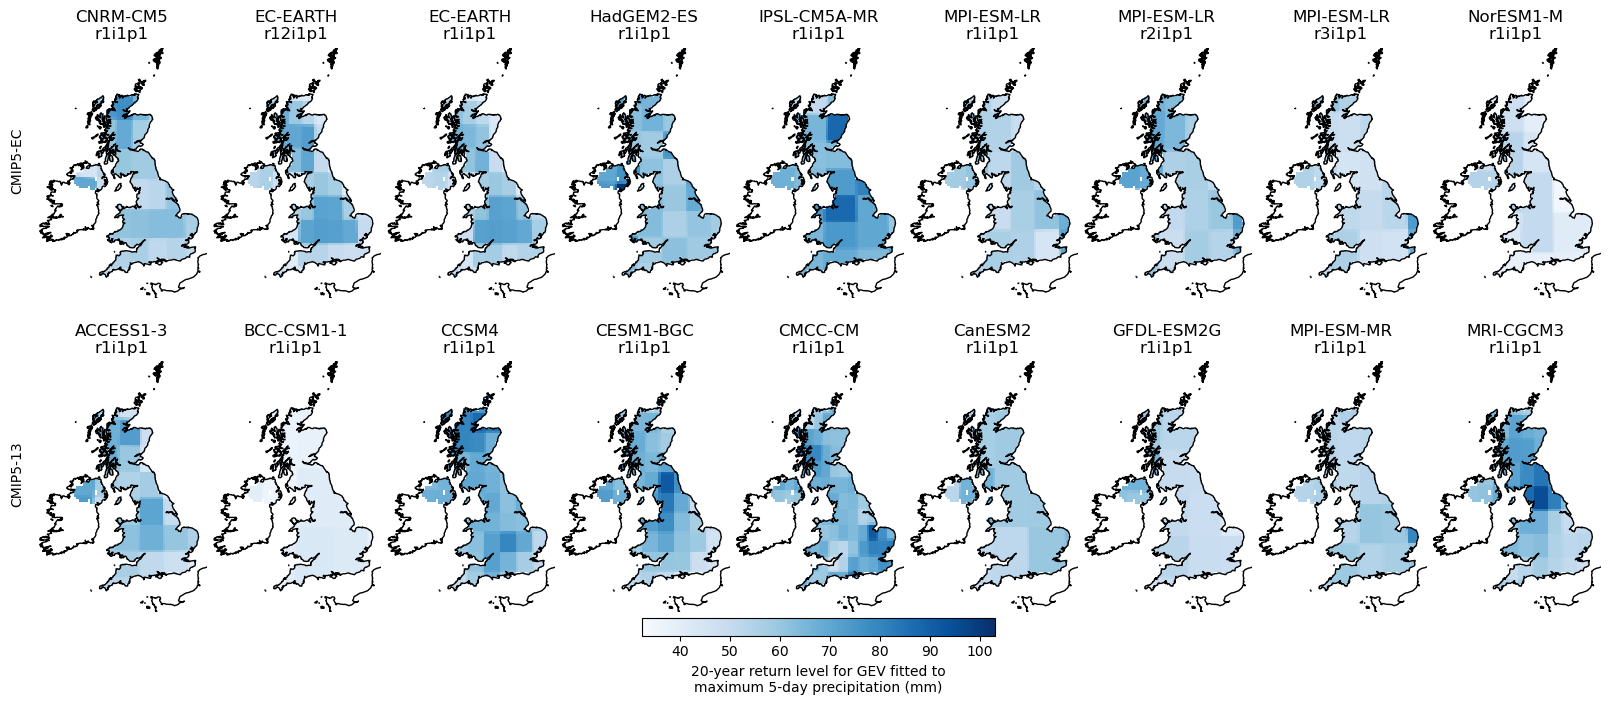 CNRM-CM5 EC-EARTH EC-EARTH HadGEM2-ES IPSL-CM5A-MR MPI-ESM-LR MPI-ESM-LR MPI-ESM-LR NorESM1-M
r1i1p1 r12i1p1 r1i1p1 r1i1p1 r1i1p1 r1i1p1 r2i1p1 r3i1p1 r1i1p1
CMIP5-EC
ACCESS1-3 BCC-CSM1-1 CCSM4 CESM1-BGC CMCC-CM CanESM2 GFDL-ESM2G MPI-ESM-MR MRI-CGCM3
r1i1p1 r1i1p1 r1i1p1 r1i1p1 r1i1p1 r1i1p1 r1i1p1 r1i1p1 r1i1p1
CMIP5-13
40 50 60 70 80 90 100
20-year return level for GEV fitted to
maximum 5-day precipitation (mm)